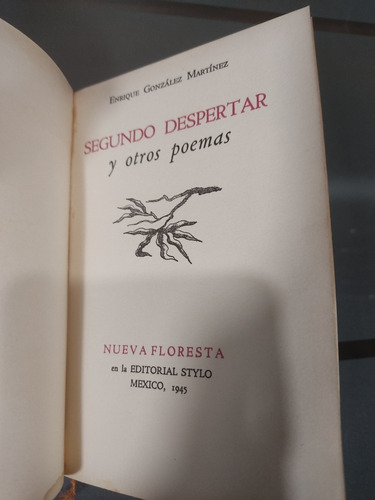 Enrique González Martínez
SEGUNDO DESPERTAR
y otros poemas
NUEVA FLORESTA
en la EDITORIAL STYLO
MEXICO, 1945